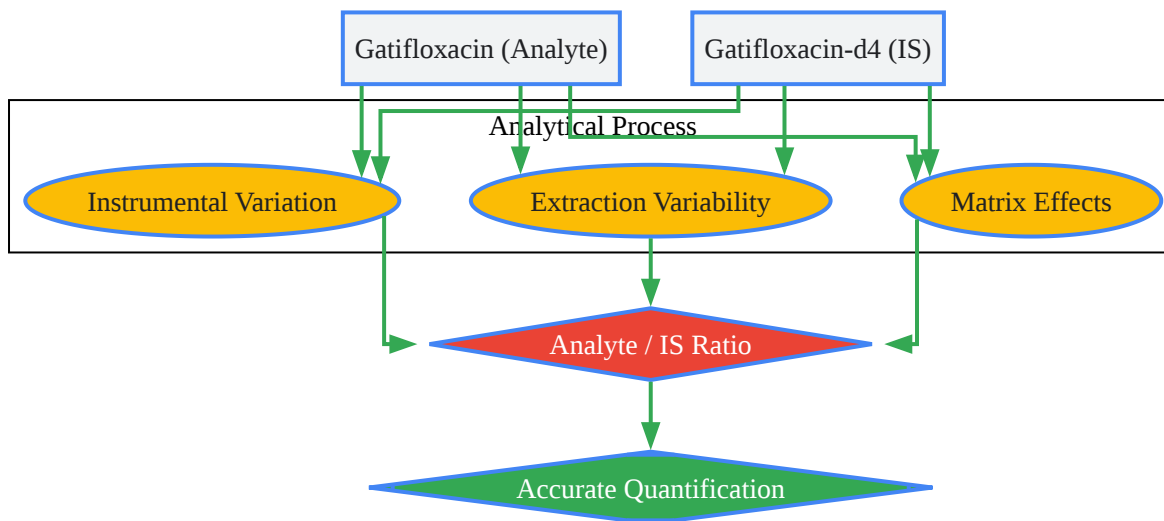 Gatifloxacin (Analyte)
Gatifloxacin-d4 (IS)
Analytical Process
Instrumental Variation
Extraction Variability
Matrix Effects
Analyte / IS Ratio
Accurate Quantification